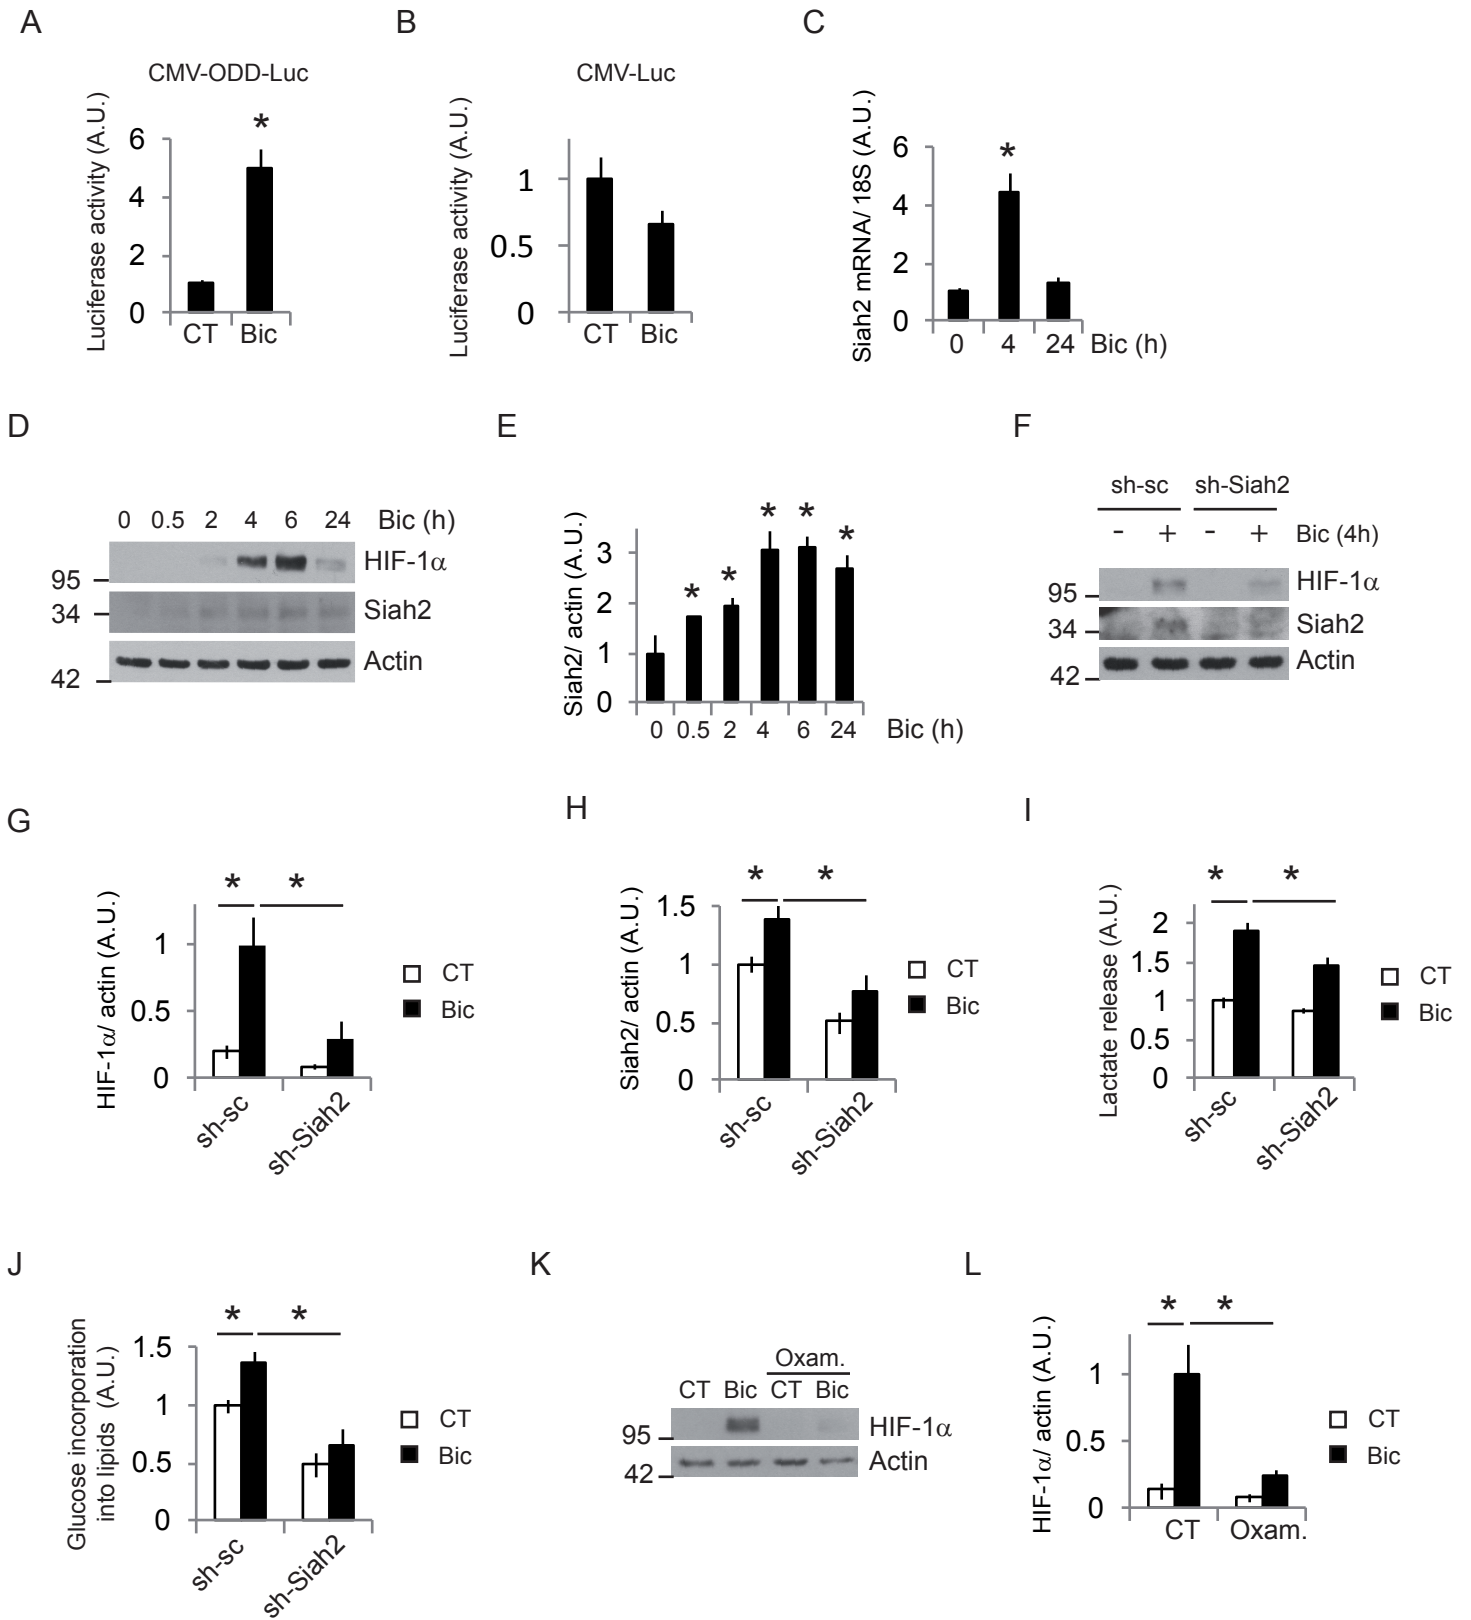 A
CMV-ODD-Luc
Luciferase activity (A.U.)
6
4
2
0
*
CT Bic
B
CMV-Luc
Luciferase activity (A.U.)
1
0.5
0
CT Bic
C
Siah2 mRNA/ 18S (A.U.)
6
4
2
0
*
0 4 24 Bic (h)
D
0 0.5 2 4 6 24 Bic (h)
95 HIF-1α
34 Siah2
42 Actin
E
Siah2/ actin (A.U.)
3
2
1
0
* * * * *
0 0.5 2 4 6 24 Bic (h)
F
sh-sc sh-Siah2
- + - + Bic (4h)
95 HIF-1α
34 Siah2
42 Actin
G
HIF-1α/ actin (A.U.)
1
0.5
0
* *
sh-sc sh-Siah2
CT
Bic
H
Siah2/ actin (A.U.)
1.5
1
0.5
0
* *
sh-sc sh-Siah2
CT
Bic
I
Lactate release (A.U.)
2
1.5
1
0.5
0
* *
sh-sc sh-Siah2
CT
Bic
J
Glucose incorporation
into lipids (A.U.)
1.5
1
0.5
0
* *
sh-sc sh-Siah2
CT
Bic
K
Oxam.
CT Bic CT Bic
95 HIF-1α
42 Actin
L
HIF-1α/ actin (A.U.)
1
0.5
0
* *
CT Oxam.
CT
Bic